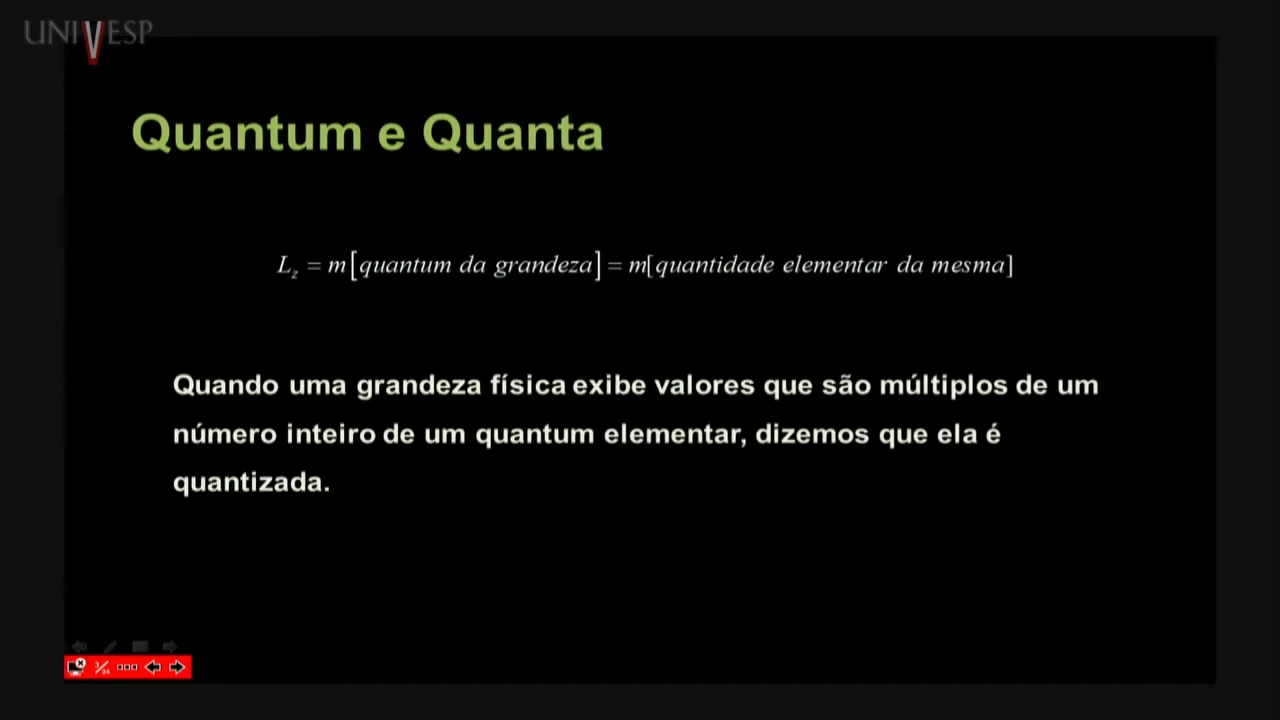 UNIVESP
Quantum e Quanta
L_z = m[quantum da grandeza] = m[quantidade elementar da mesma]
Quando uma grandeza física exibe valores que são múltiplos de um
número inteiro de um quantum elementar, dizemos que ela é
quantizada.